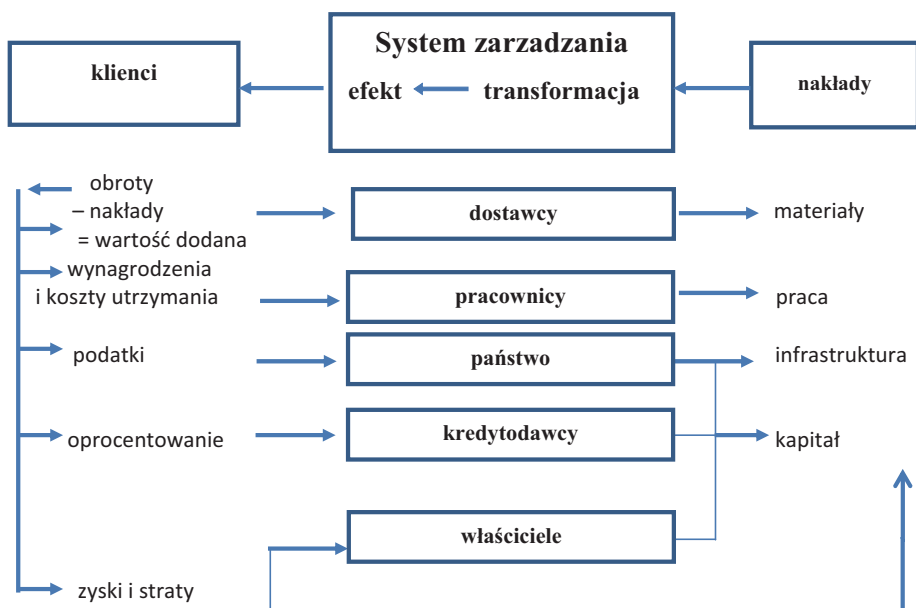 System zarzadzania
klienci
efekt
transformacja
nakłady
obroty
– nakłady
= wartość dodana
dostawcy
materiały
wynagrodzenia
i koszty utrzymania
pracownicy
praca
podatki
państwo
infrastruktura
oprocentowanie
kredytodawcy
kapitał
właściciele
zyski i straty